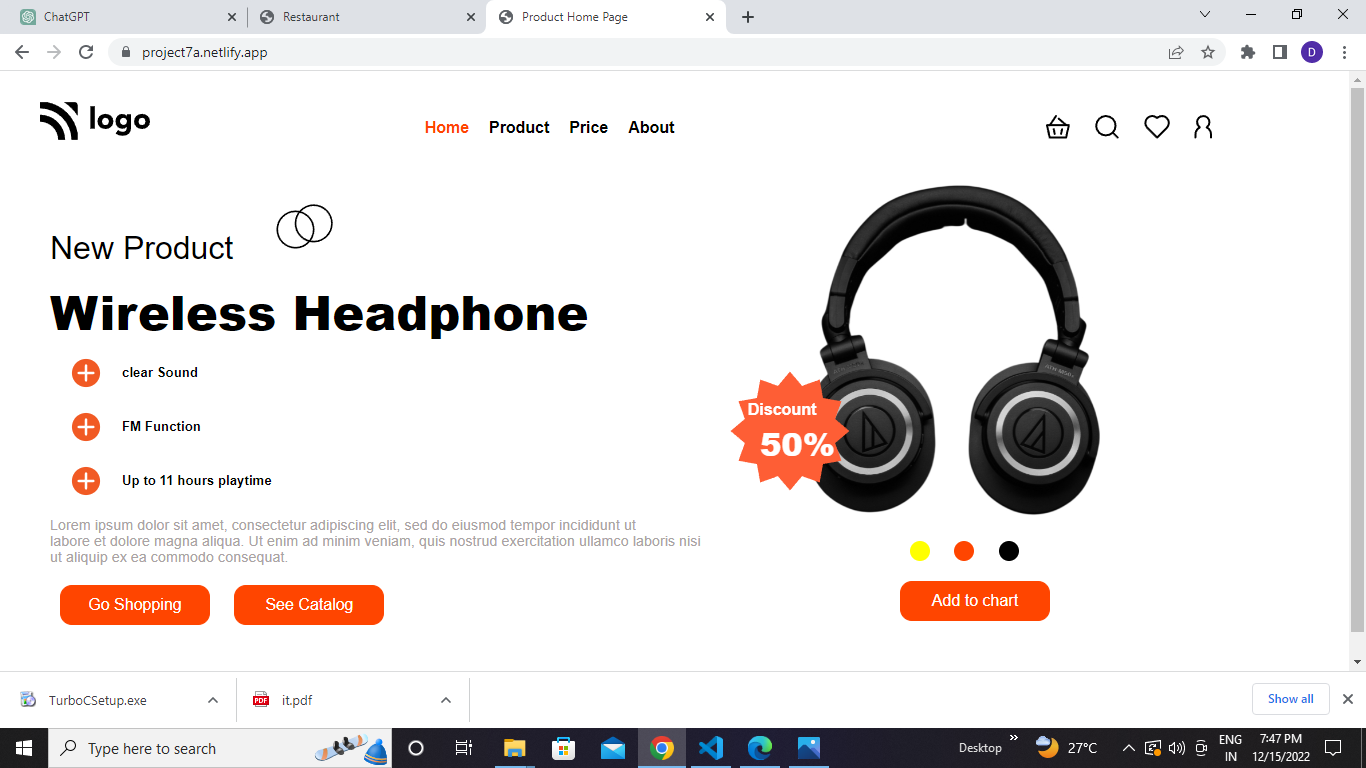 ChatGPT
Restaurant
Product Home Page
project7a.netlify.app
D
logo
Home
Product
Price
About
New Product
Wireless Headphone
clear Sound
FM Function
Up to 11 hours playtime
Lorem ipsum dolor sit amet, consectetur adipiscing elit, sed do eiusmod tempor incididunt ut
labore et dolore magna aliqua. Ut enim ad minim veniam, quis nostrud exercitation ullamco laboris nisi
ut aliquip ex ea commodo consequat.
Go Shopping
See Catalog
Discount
50%
Add to chart
TurboCSetup.exe
PDF
it.pdf
Show all
Type here to search
Desktop
27°C
ENG
IN
7:47 PM
12/15/2022